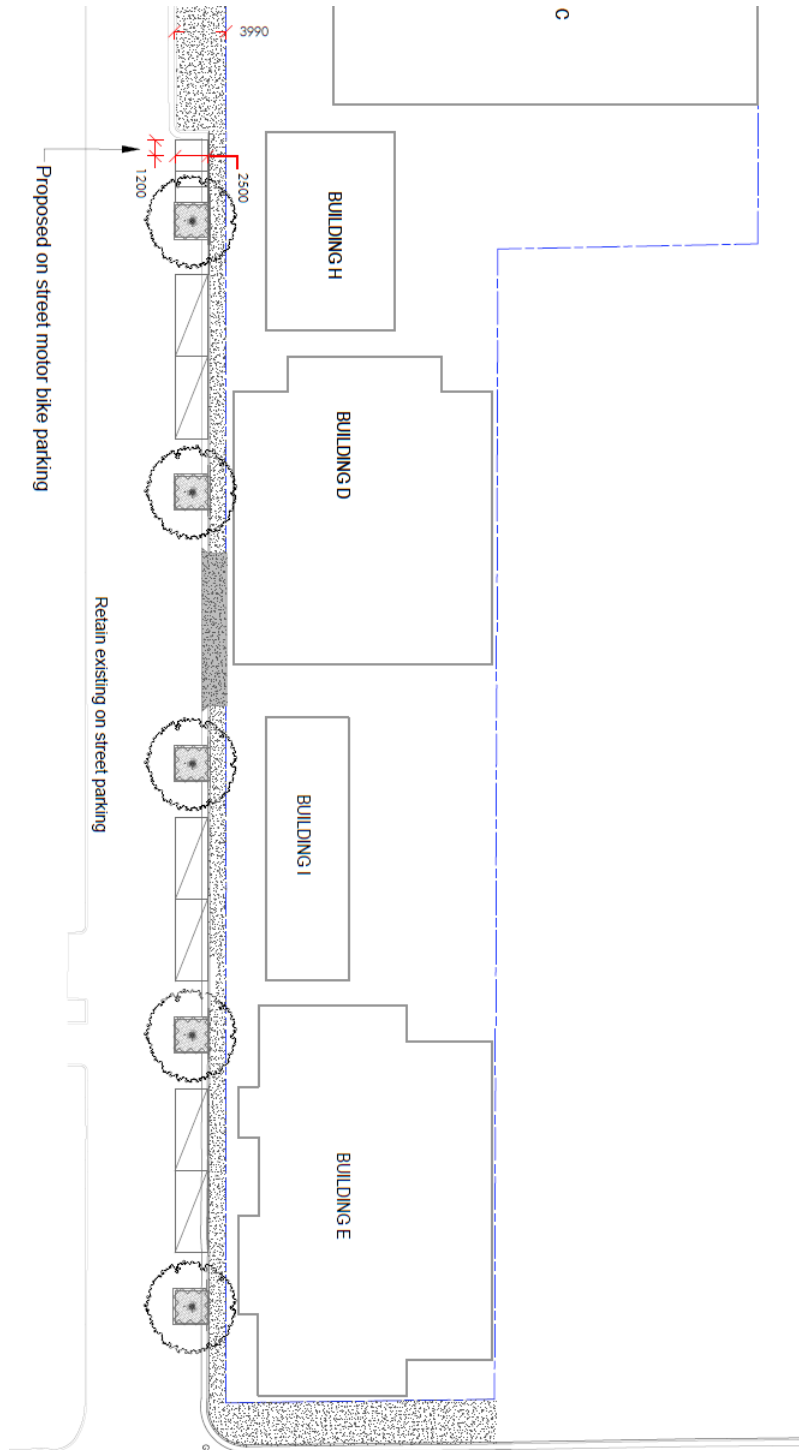 C
3990
2500
1200
Proposed on street motor bike parking
BUILDING H
BUILDING D
Retain existing on street parking
BUILDING I
BUILDING E
G